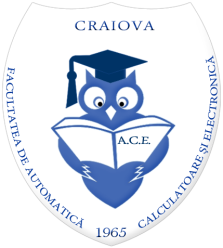 CRAIOVA
A.C.E.
FACULTATEA DE AUTOMATICĂ
CALCULATOARE ȘI ELECTRONICĂ
1965